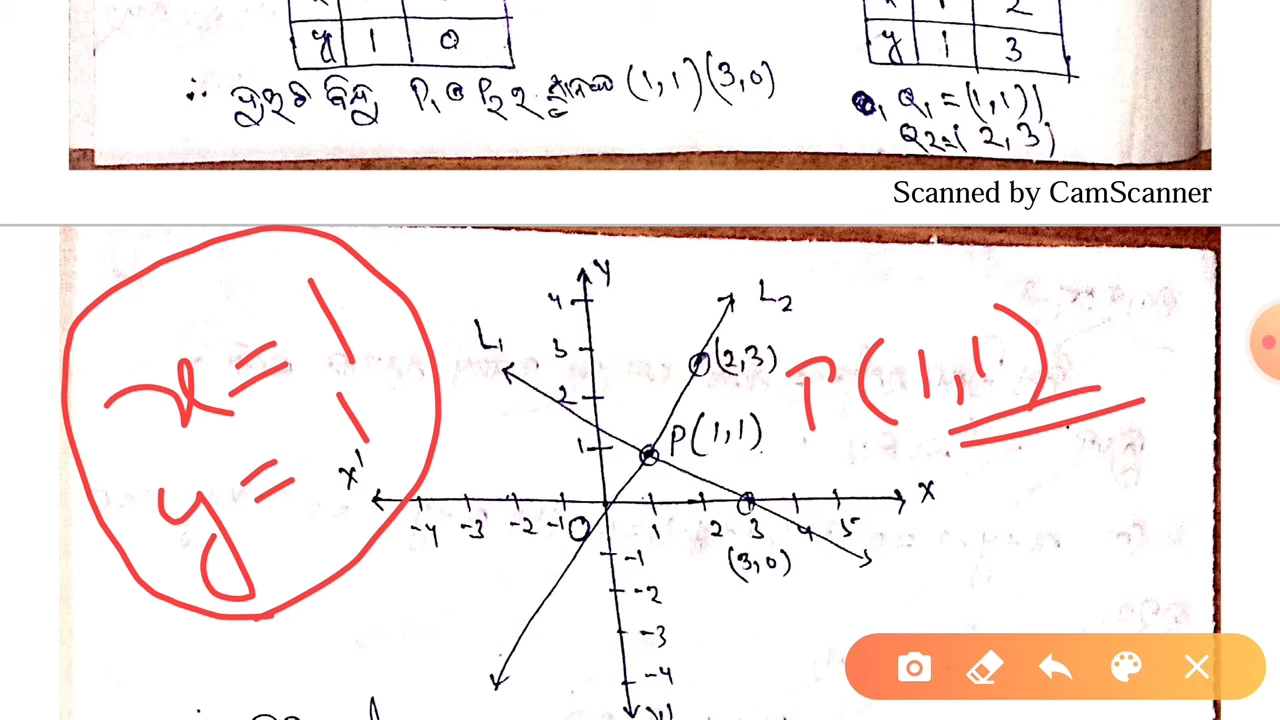 y 1 0
y 1 3
∴ ପ୍ରଥମ ବିନ୍ଦୁ P₁ ଓ P₂ ର ସ୍ଥାନାଙ୍କ (1,1) (3,0)
Q₁ = (1,1)
Q₂ = (2,3)
Scanned by CamScanner
Y
4
L₂
L₁
3
(2,3)
2
P(1,1)
1
x = 1
y = 1
P(1,1)
X'
X
-4 -3 -2 -1 O 1 2 3 4 5
(3,0)
-1
-2
-3
-4